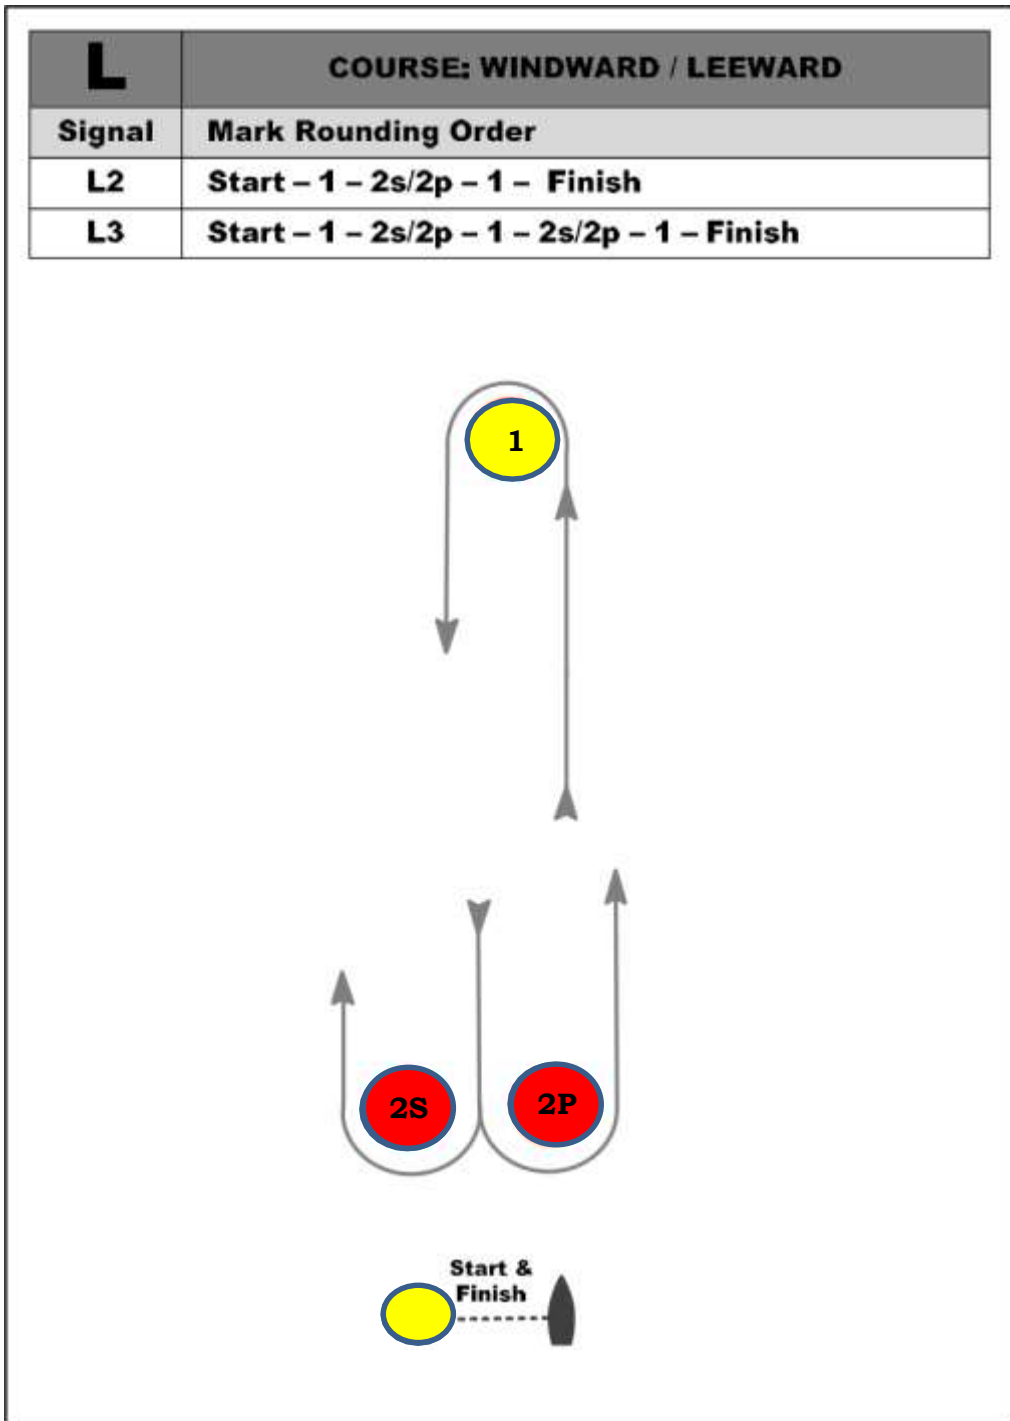 L COURSE: WINDWARD / LEEWARD
Signal Mark Rounding Order
L2 Start – 1 – 2s/2p – 1 – Finish
L3 Start – 1 – 2s/2p – 1 – 2s/2p – 1 – Finish
1
2S 2P
Start &
Finish